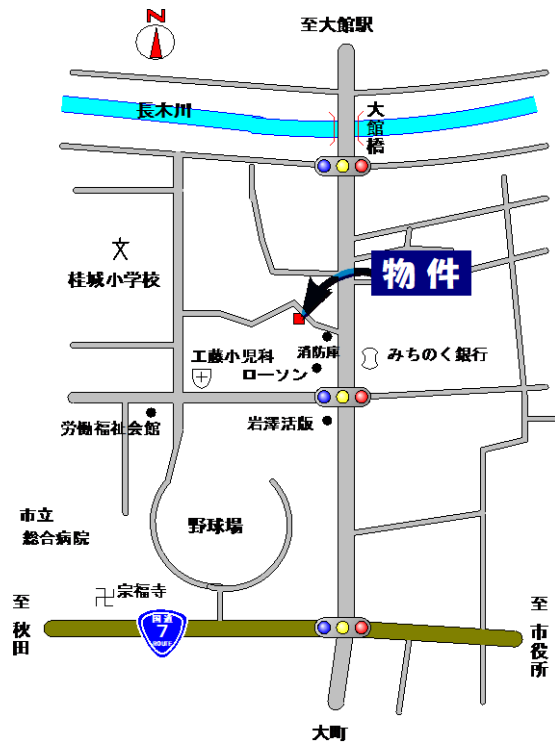 N
至大館駅
長木川
大館橋
桂城小学校
物件
工藤小児科
消防庫
みちのく銀行
ローソン
労働福祉会館
岩澤活版
市立
総合病院
野球場
宗福寺
至秋田
国道
7
ROUTE
至市役所
大町